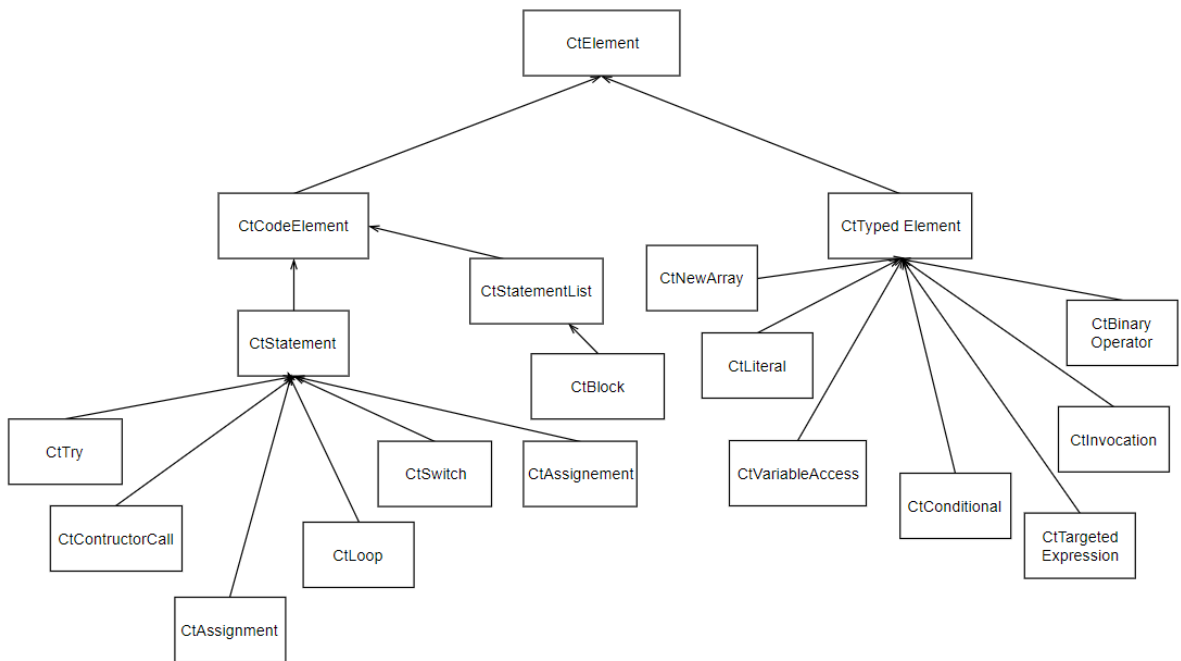 CtElement
CtCodeElement
CtTyped Element
CtNewArray
CtStatementList
CtBinary
Operator
CtStatement
CtLiteral
CtBlock
CtInvocation
CtTry
CtSwitch
CtAssignement
CtVariableAccess
CtConditional
CtContructorCall
CtLoop
CtTargeted
Expression
CtAssignment